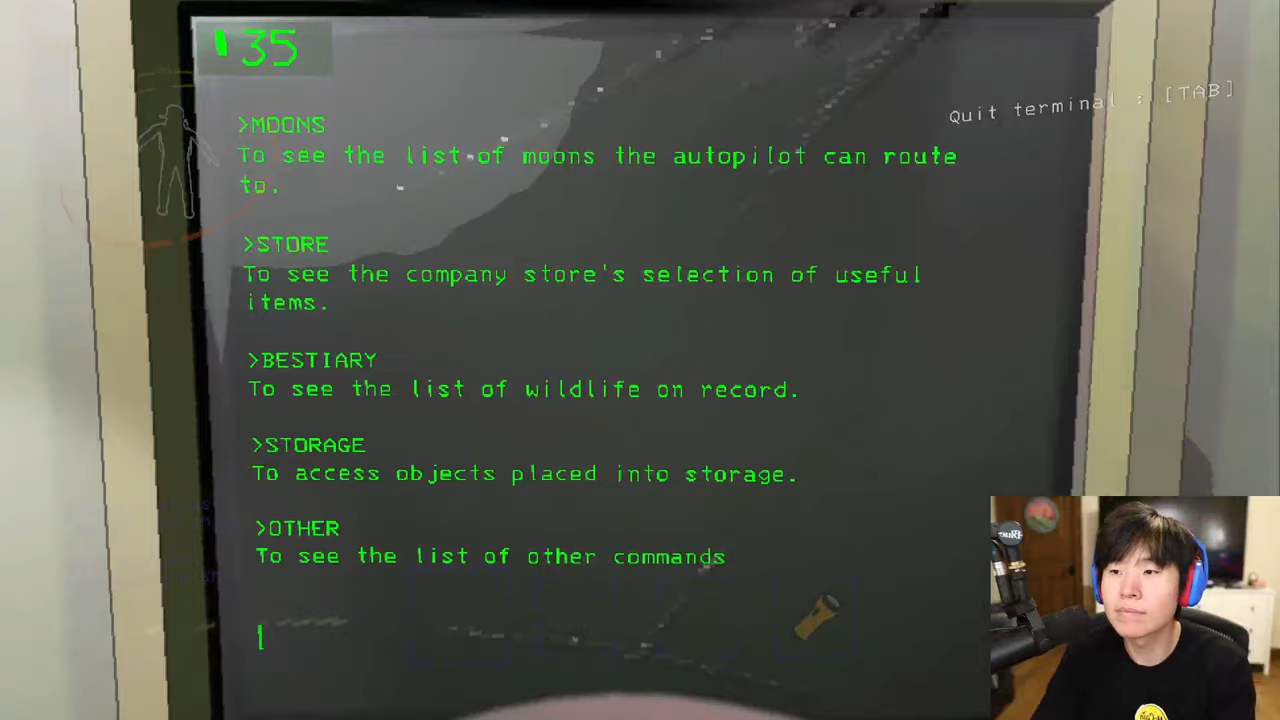 35
Quit terminal : [TAB]
>MOONS
To see the list of moons the autopilot can route
to.
>STORE
To see the company store's selection of useful
items.
>BESTIARY
To see the list of wildlife on record.
>STORAGE
To access objects placed into storage.
>OTHER
To see the list of other commands